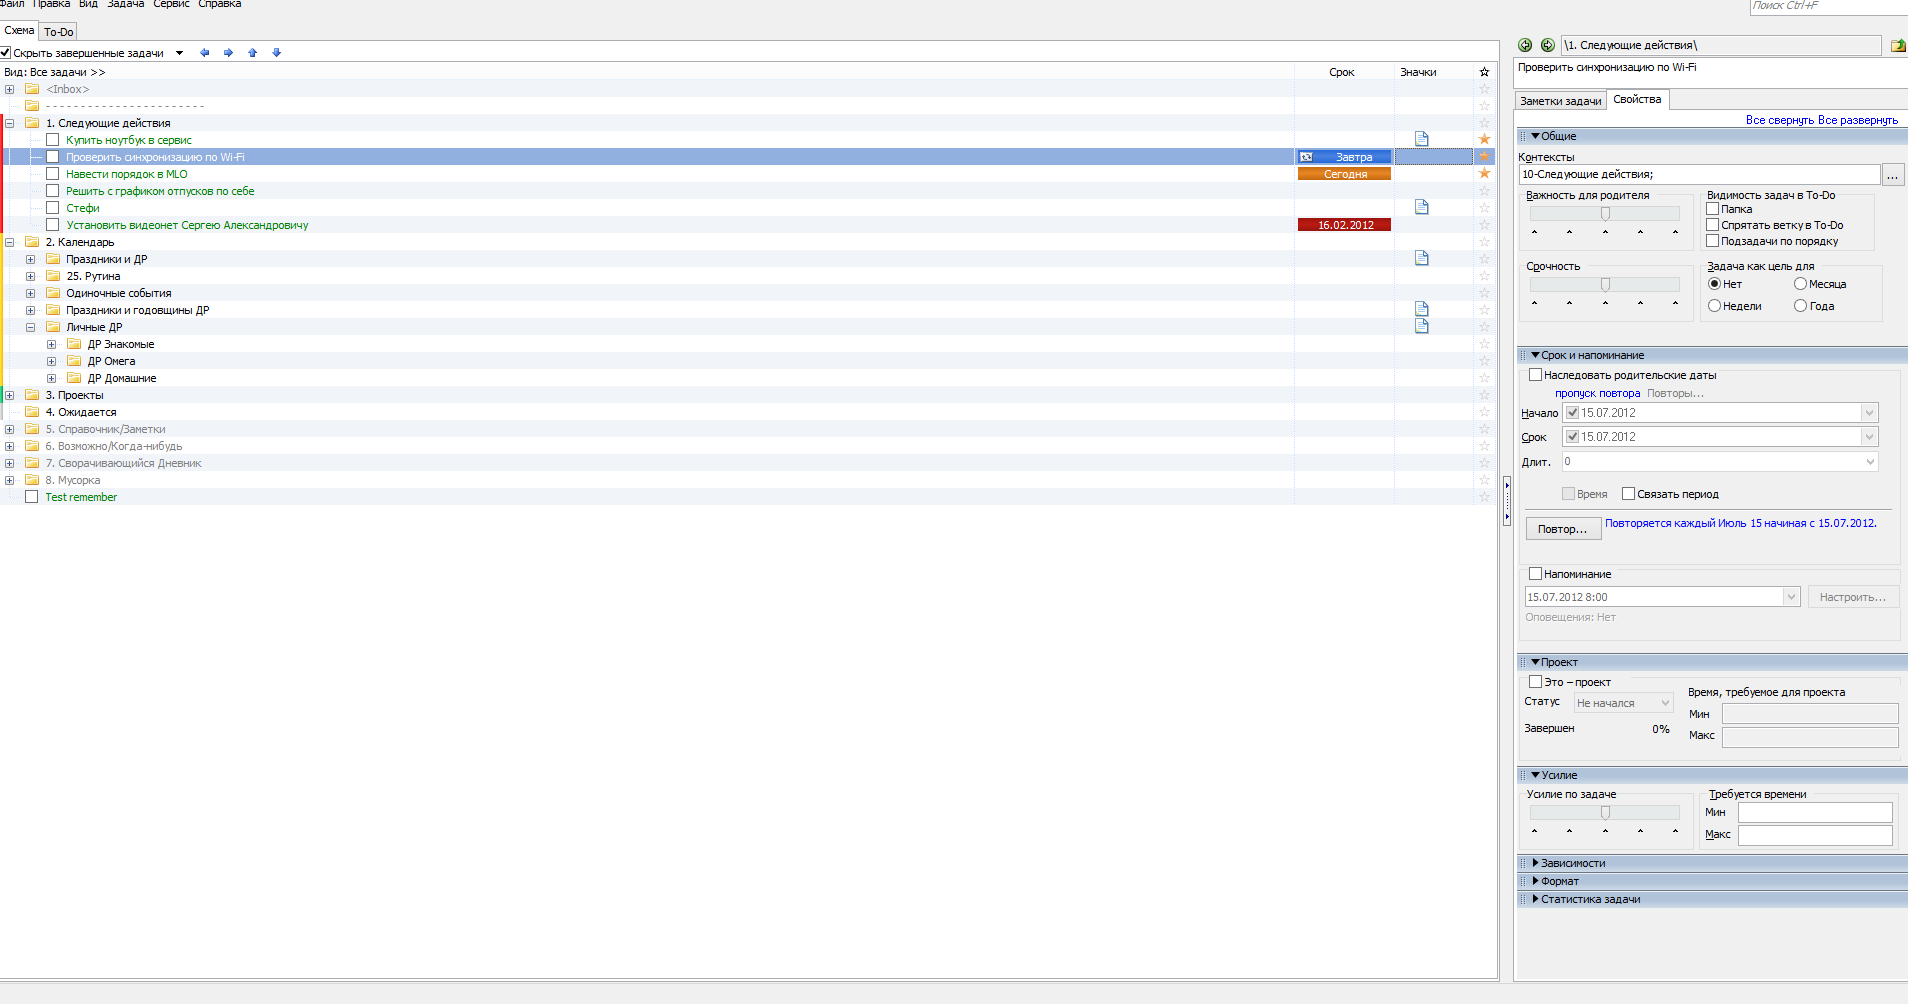 Файл Правка Вид Задача Сервис Справка
Поиск Ctrl+F
Схема To-Do
Скрыть завершенные задачи
Вид: Все задачи >> Срок Значки
<Inbox>
- - - - - - - - - - - - - - - - - - - - - - -
1. Следующие действия
Купить ноутбук в сервис
Проверить синхронизацию по Wi-Fi Завтра
Навести порядок в MLO Сегодня
Решить с графиком отпусков по себе
Стефи
Установить видеонет Сергею Александровичу 16.02.2012
2. Календарь
Праздники и ДР
25. Рутина
Одиночные события
Праздники и годовщины ДР
Личные ДР
ДР Знакомые
ДР Омега
ДР Домашние
3. Проекты
4. Ожидается
5. Справочник/Заметки
6. Возможно/Когда-нибудь
7. Сворачивающийся Дневник
8. Мусорка
Test remember
\1. Следующие действия\
Проверить синхронизацию по Wi-Fi
Заметки задачи Свойства
Все свернуть Все развернуть
Общие
Контексты
10-Следующие действия;
...
Важность для родителя Видимость задач в To-Do
Папка
Спрятать ветку в To-Do
Подзадачи по порядку
Срочность Задача как цель для
Нет Месяца
Недели Года
Срок и напоминание
Наследовать родительские даты
пропуск повтора Повторы...
Начало 15.07.2012
Срок 15.07.2012
Длит. 0
Время Связать период
Повтор... Повторяется каждый Июль 15 начиная с 15.07.2012.
Напоминание
15.07.2012 8:00 Настроить...
Оповещения: Нет
Проект
Это – проект
Статус Не начался Время, требуемое для проекта
Мин
Завершен 0%
Макс
Усилие
Усилие по задаче Требуется времени
Мин
Макс
Зависимости
Формат
Статистика задачи